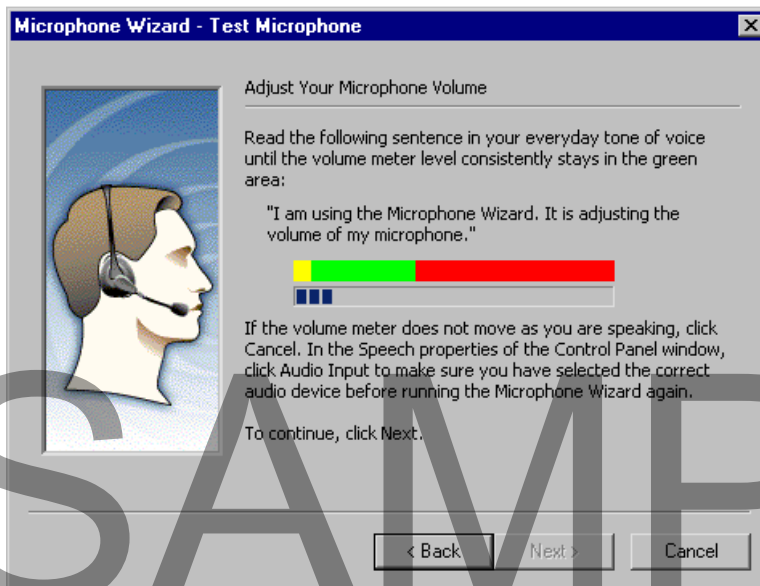 Microphone Wizard - Test Microphone
Adjust Your Microphone Volume
Read the following sentence in your everyday tone of voice
until the volume meter level consistently stays in the green
area:
"I am using the Microphone Wizard. It is adjusting the
volume of my microphone."
If the volume meter does not move as you are speaking, click
Cancel. In the Speech properties of the Control Panel window,
click Audio Input to make sure you have selected the correct
audio device before running the Microphone Wizard again.
To continue, click Next.
SAMP
< Back Next > Cancel